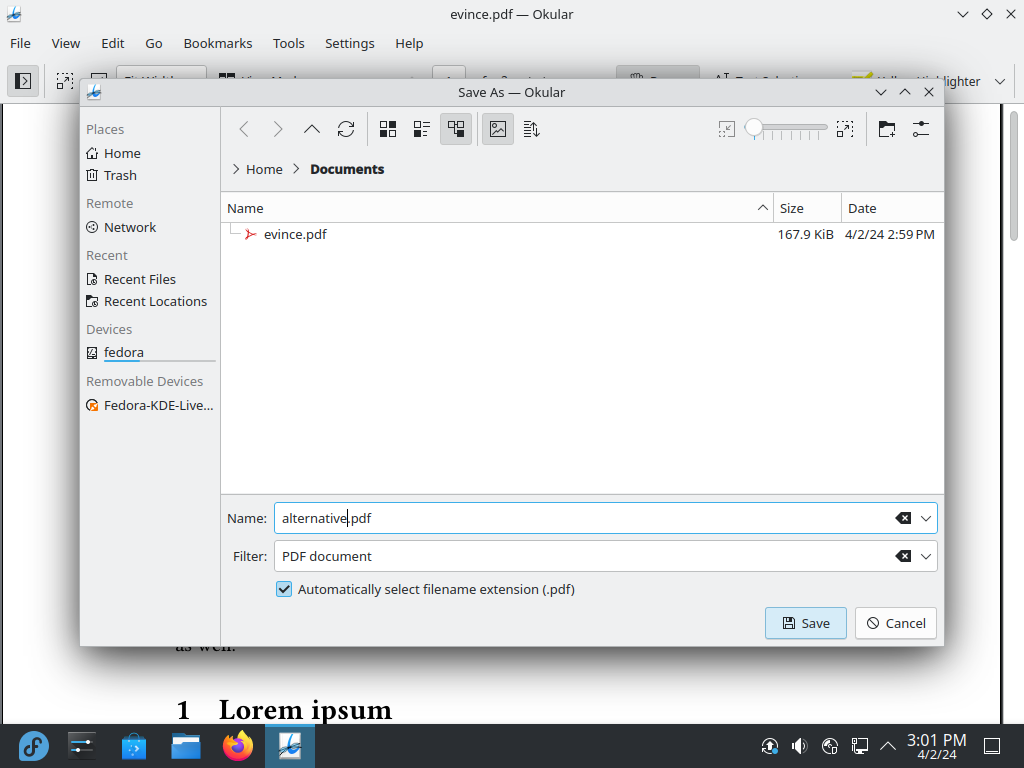 evince.pdf — Okular
File View Edit Go Bookmarks Tools Settings Help
Save As — Okular
Places
Home
Trash
Remote
Network
Recent
Recent Files
Recent Locations
Devices
fedora
Removable Devices
Fedora-KDE-Live...
Home Documents
Name Size Date
evince.pdf 167.9 KiB 4/2/24 2:59 PM
Name: alternative.pdf
Filter: PDF document
Automatically select filename extension (.pdf)
Save Cancel
as well.
1 Lorem ipsum
3:01 PM
4/2/24